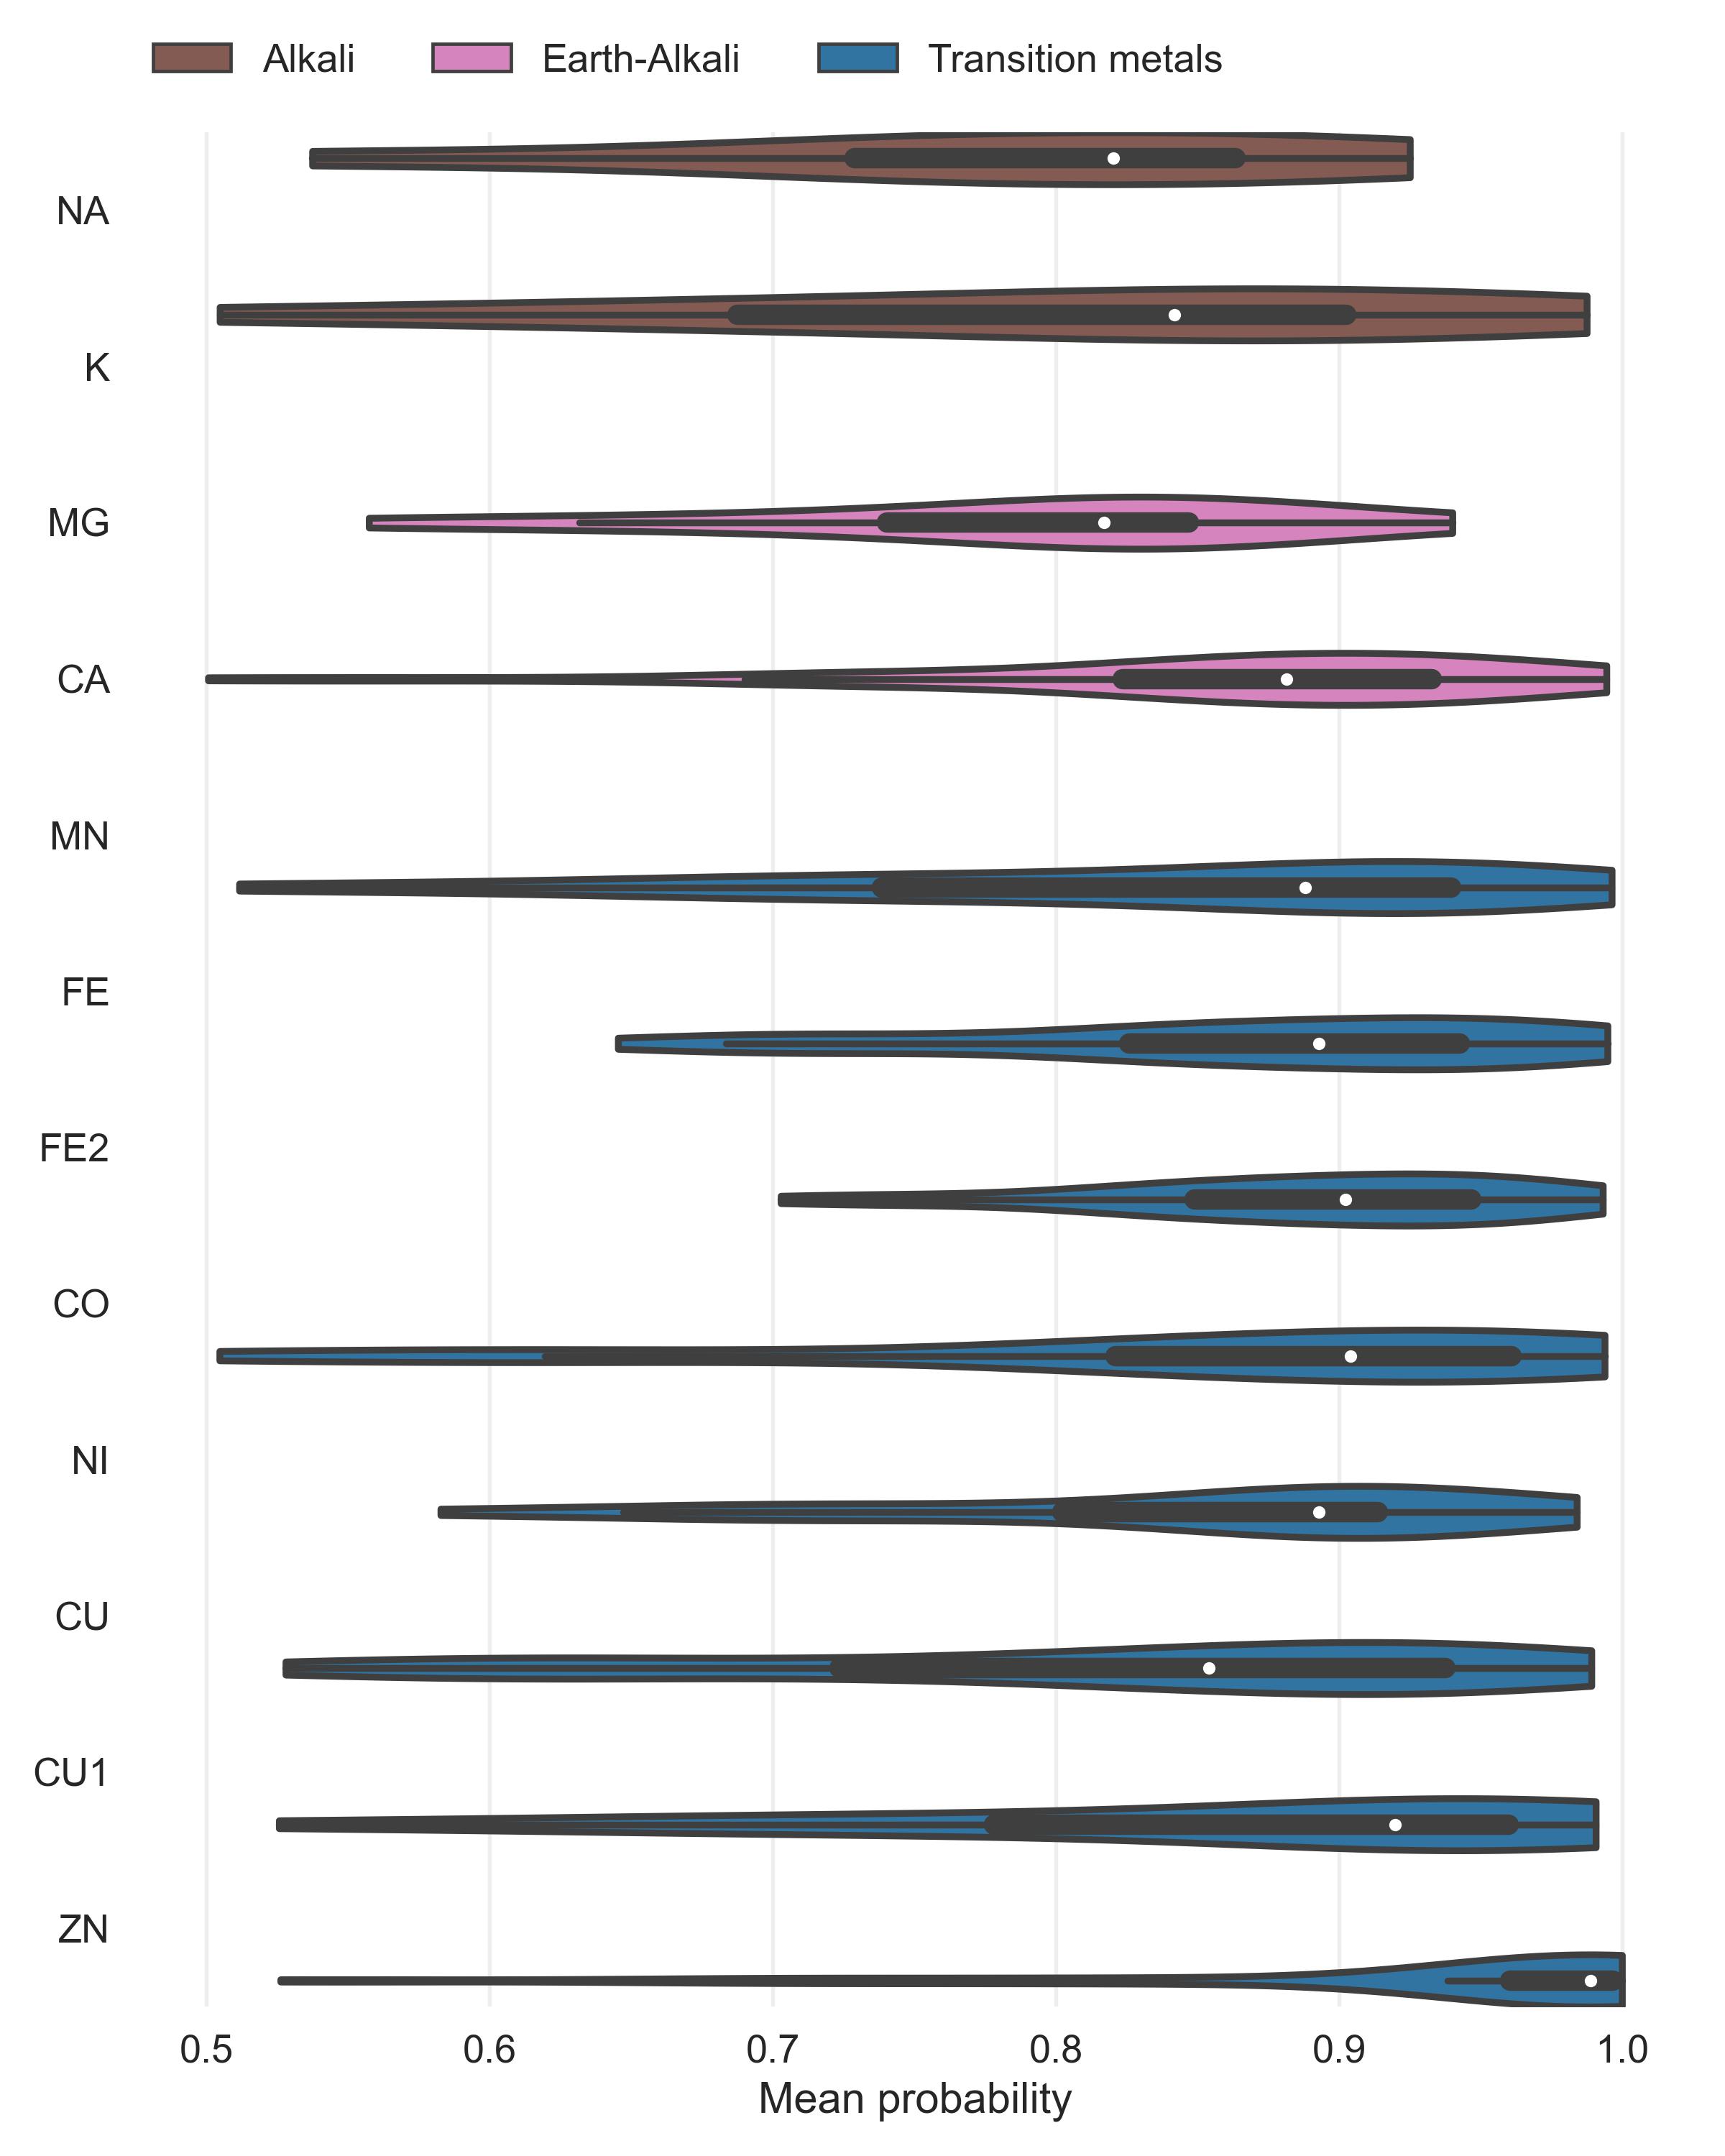 Alkali Earth-Alkali Transition metals
NA
K
MG
CA
MN
FE
FE2
CO
NI
CU
CU1
ZN
0.5 0.6 0.7 0.8 0.9 1.0
Mean probability